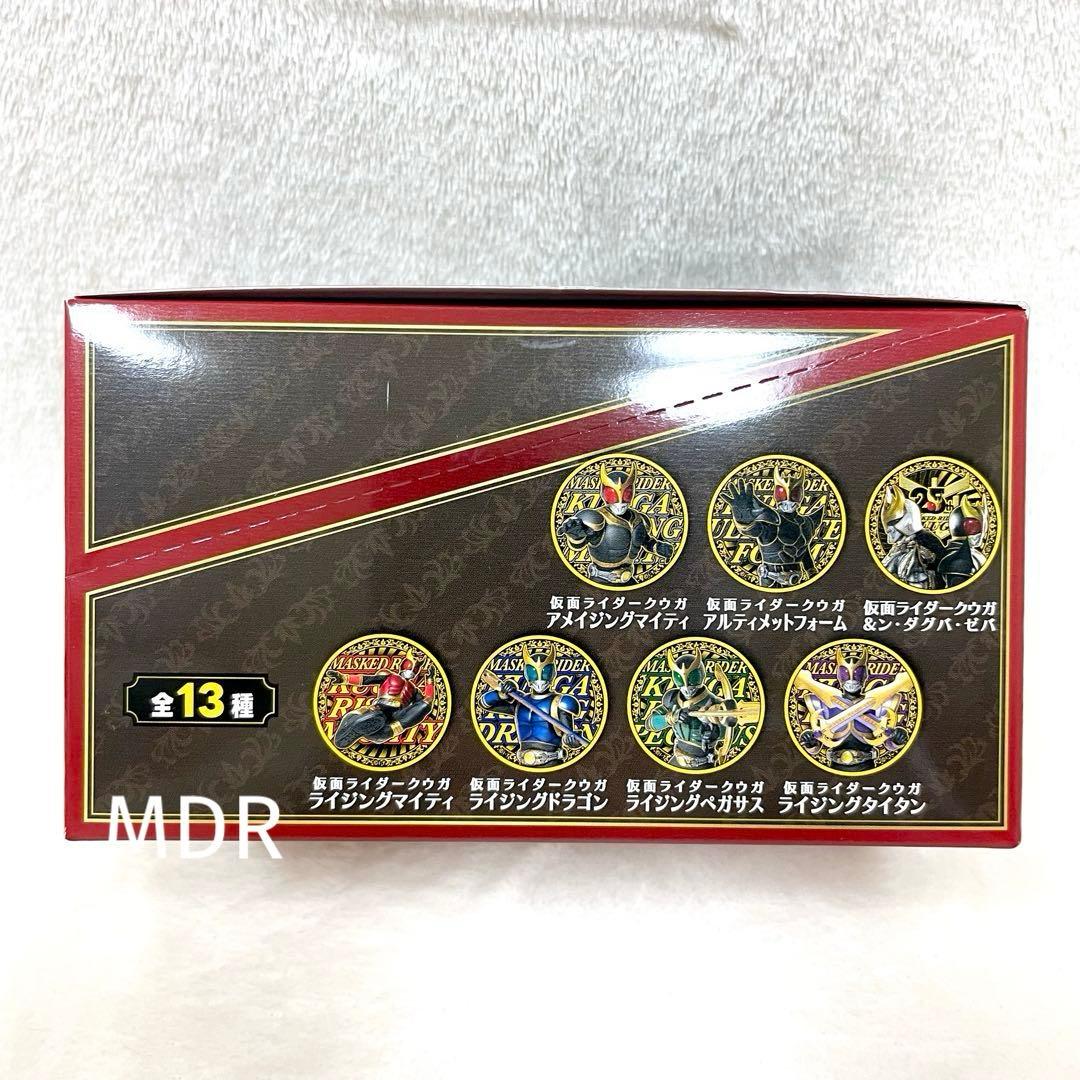 仮面ライダークウガ
アメイジングマイティ
仮面ライダークウガ
アルティメットフォーム
仮面ライダークウガ
&ン・ダグバ・ゼバ
全13種
仮面ライダークウガ
ライジングマイティ
仮面ライダークウガ
ライジングドラゴン
仮面ライダークウガ
ライジングペガサス
仮面ライダークウガ
ライジングタイタン
MDR